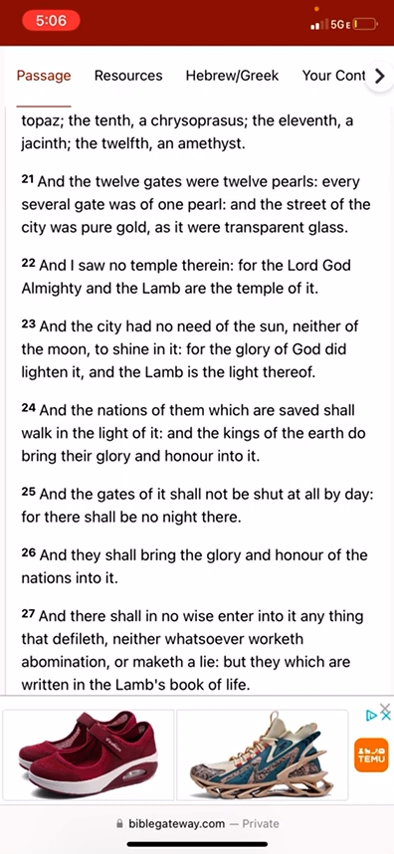 5:06
5GE
Passage Resources Hebrew/Greek Your Cont
topaz; the tenth, a chrysoprasus; the eleventh, a
jacinth; the twelfth, an amethyst.
21 And the twelve gates were twelve pearls: every
several gate was of one pearl: and the street of the
city was pure gold, as it were transparent glass.
22 And I saw no temple therein: for the Lord God
Almighty and the Lamb are the temple of it.
23 And the city had no need of the sun, neither of
the moon, to shine in it: for the glory of God did
lighten it, and the Lamb is the light thereof.
24 And the nations of them which are saved shall
walk in the light of it: and the kings of the earth do
bring their glory and honour into it.
25 And the gates of it shall not be shut at all by day:
for there shall be no night there.
26 And they shall bring the glory and honour of the
nations into it.
27 And there shall in no wise enter into it any thing
that defileth, neither whatsoever worketh
abomination, or maketh a lie: but they which are
written in the Lamb's book of life.
TEMU
biblegateway.com — Private